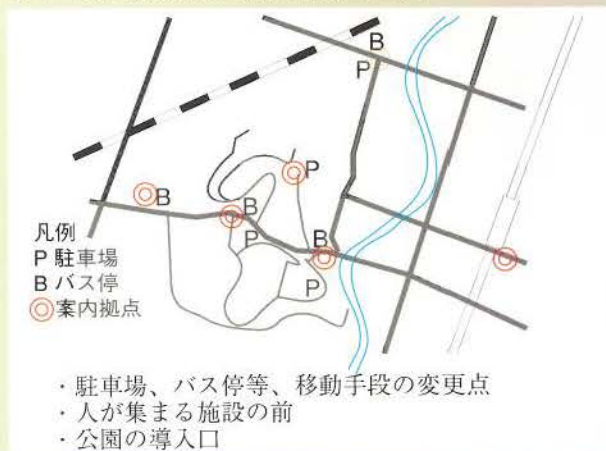 B
P
P
B
B
P
B
P
凡例
P 駐車場
B バス停
案内拠点
・駐車場、バス停等、移動手段の変更点
・人が集まる施設の前
・公園の導入口